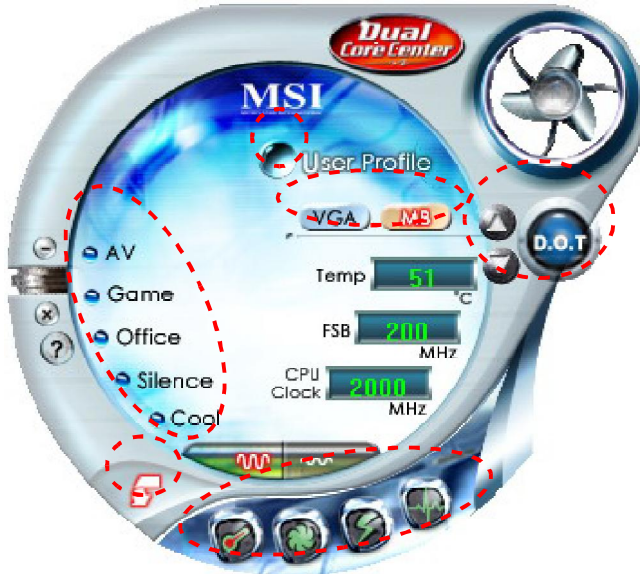 Dual
Core Center
MSI
User Profile
VGA MB
D.O.T
AV
Temp 51
°C
Game
FSB 200
MHz
Office
CPU
Clock 2000
MHz
Silence
Cool
?